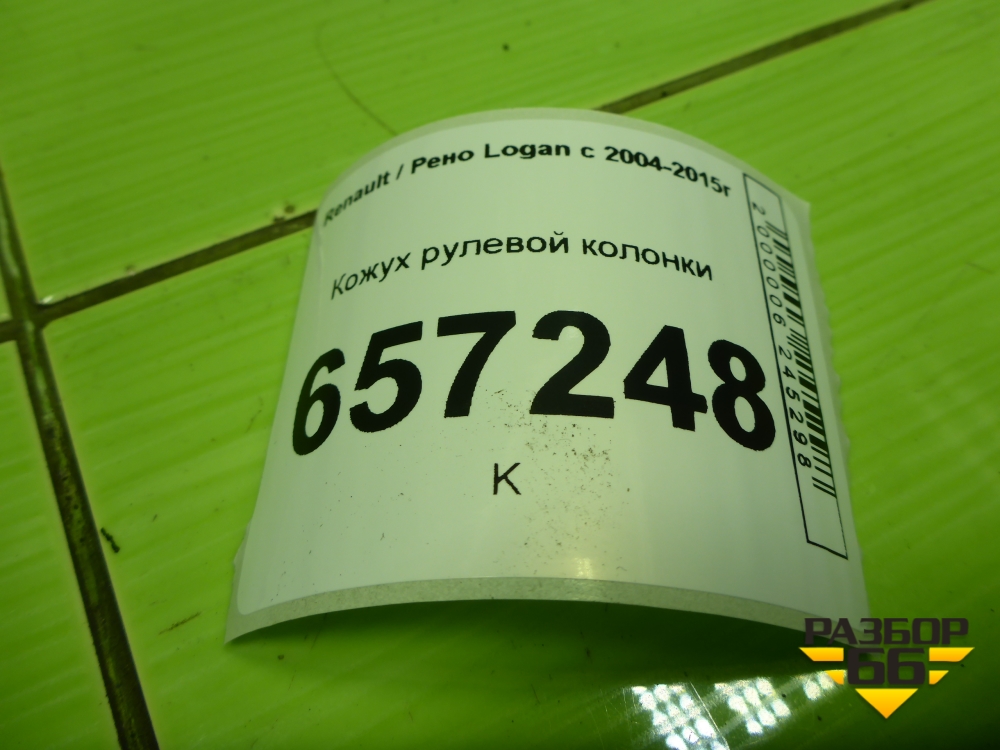 Renault / Рено Logan с 2004-2015г
Кожух рулевой колонки
657248
К
2000006245298
РАЗБОР
66